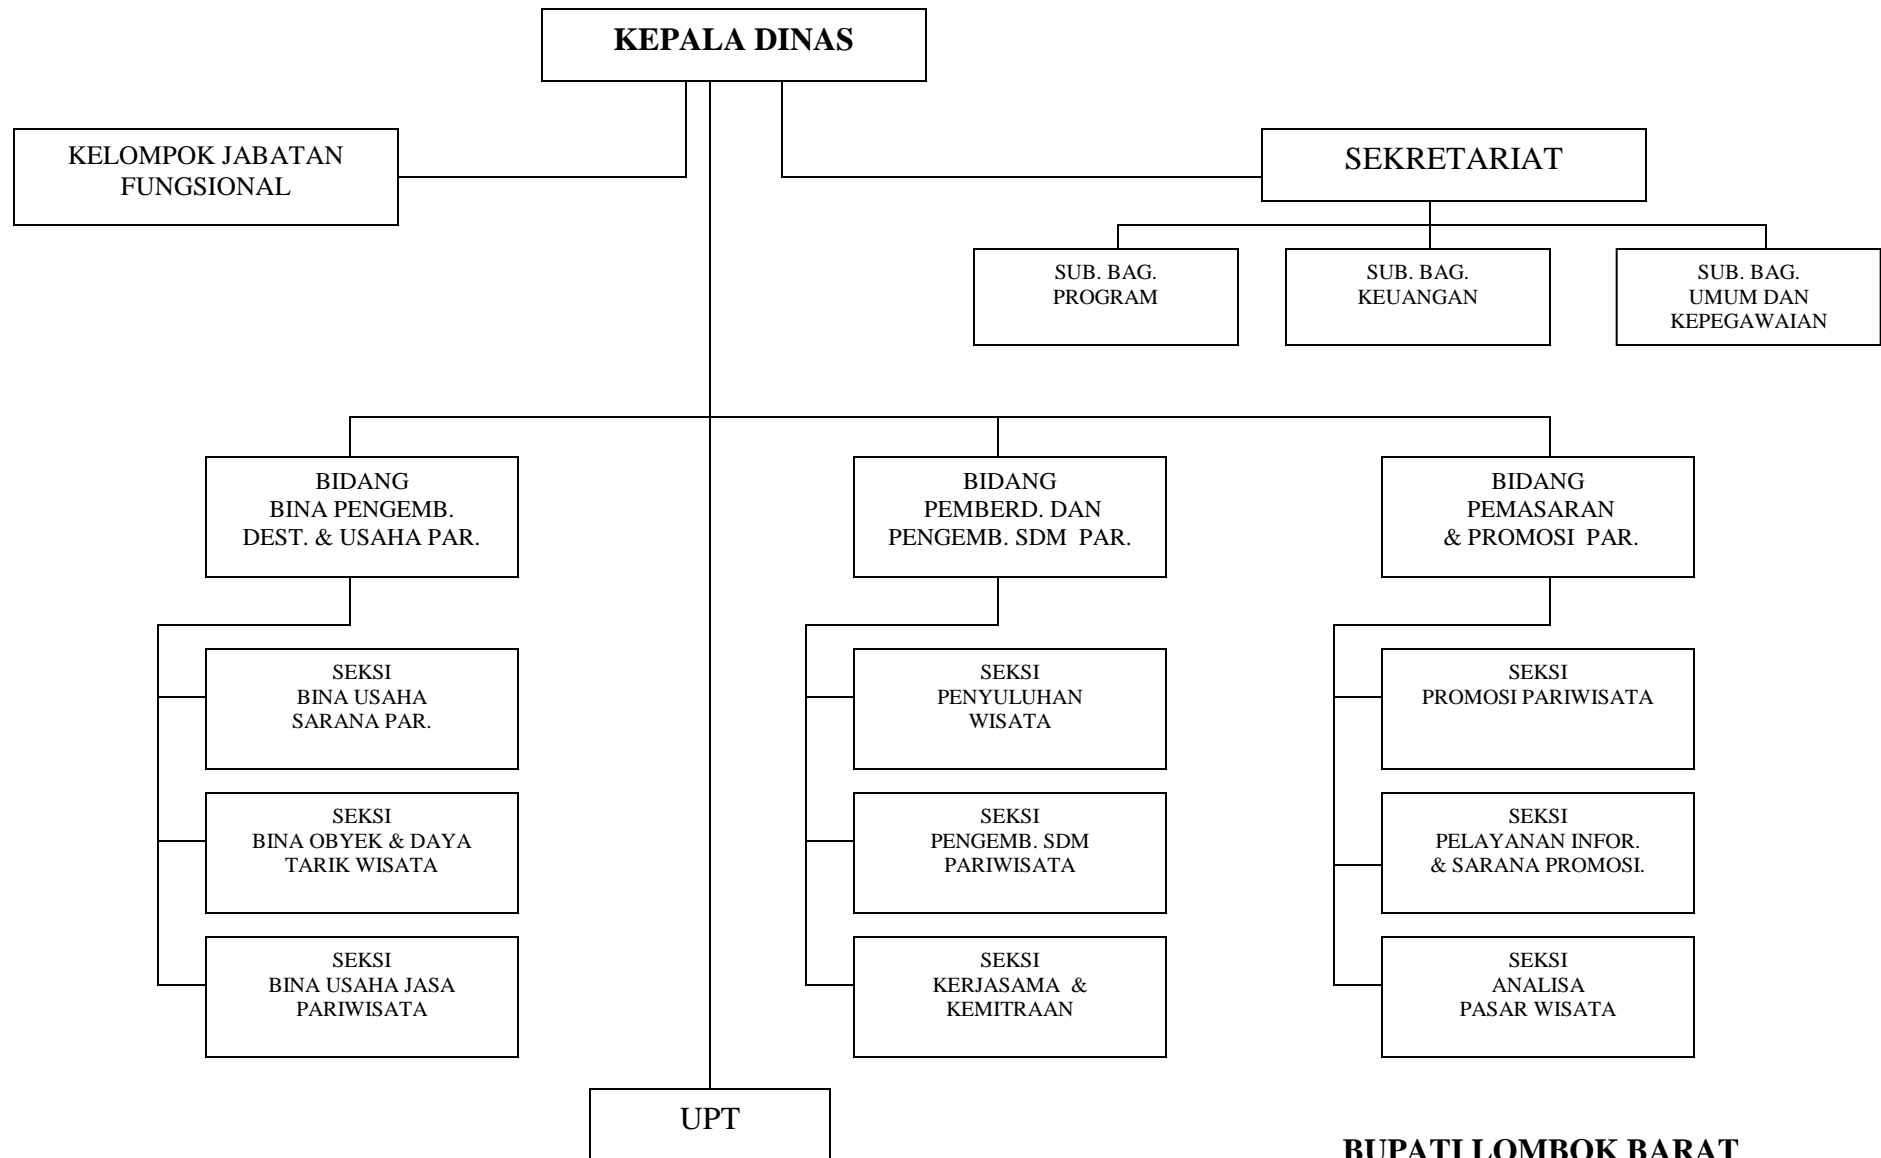 KEPALA DINAS
KELOMPOK JABATAN
FUNGSIONAL
SEKRETARIAT
SUB. BAG.
PROGRAM
SUB. BAG.
KEUANGAN
SUB. BAG.
UMUM DAN
KEPEGAWAIAN
BIDANG
BINA PENGEMB.
DEST. & USAHA PAR.
BIDANG
PEMBERD. DAN
PENGEMB. SDM PAR.
BIDANG
PEMASARAN
& PROMOSI PAR.
SEKSI
BINA USAHA
SARANA PAR.
SEKSI
PENYULUHAN
WISATA
SEKSI
PROMOSI PARIWISATA
SEKSI
BINA OBYEK & DAYA
TARIK WISATA
SEKSI
PENGEMB. SDM
PARIWISATA
SEKSI
PELAYANAN INFOR.
& SARANA PROMOSI.
SEKSI
BINA USAHA JASA
PARIWISATA
SEKSI
KERJASAMA &
KEMITRAAN
SEKSI
ANALISA
PASAR WISATA
UPT
BUPATI LOMBOK BARAT